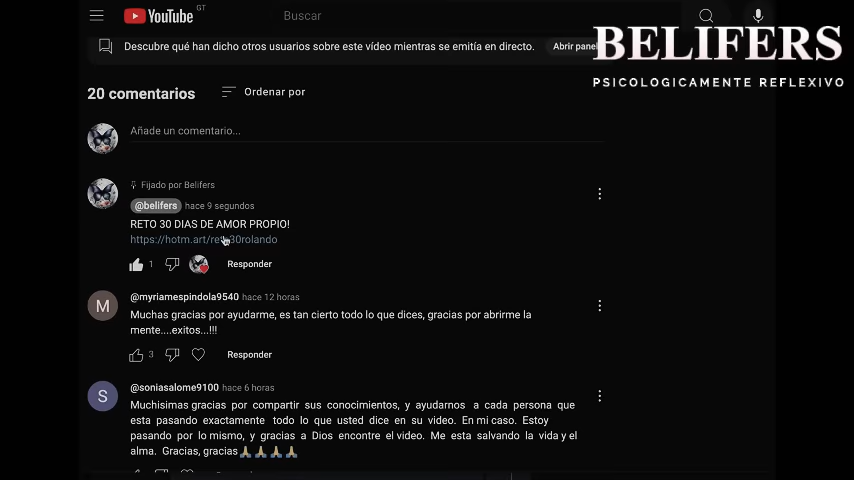 YouTube GT
Buscar
BELIFERS
PSICOLOGICAMENTE REFLEXIVO
Descubre qué han dicho otros usuarios sobre este vídeo mientras se emitía en directo.
Abrir panel
20 comentarios
Ordenar por
Añade un comentario...
Fijado por Belifers
@belifers hace 9 segundos
RETO 30 DIAS DE AMOR PROPIO!
https://hotm.art/reto30rolando
1 Responder
M
@myriamespindola9540 hace 12 horas
Muchas gracias por ayudarme, es tan cierto todo lo que dices, gracias por abrirme la
mente....exitos...!!!
3 Responder
S
@soniasalome9100 hace 6 horas
Muchisimas gracias por compartir sus conocimientos, y ayudarnos a cada persona que
esta pasando exactamente todo lo que usted dice en su video. En mi caso. Estoy
pasando por lo mismo, y gracias a Dios encontre el video. Me esta salvando la vida y el
alma. Gracias, gracias🙏🙏🙏🙏